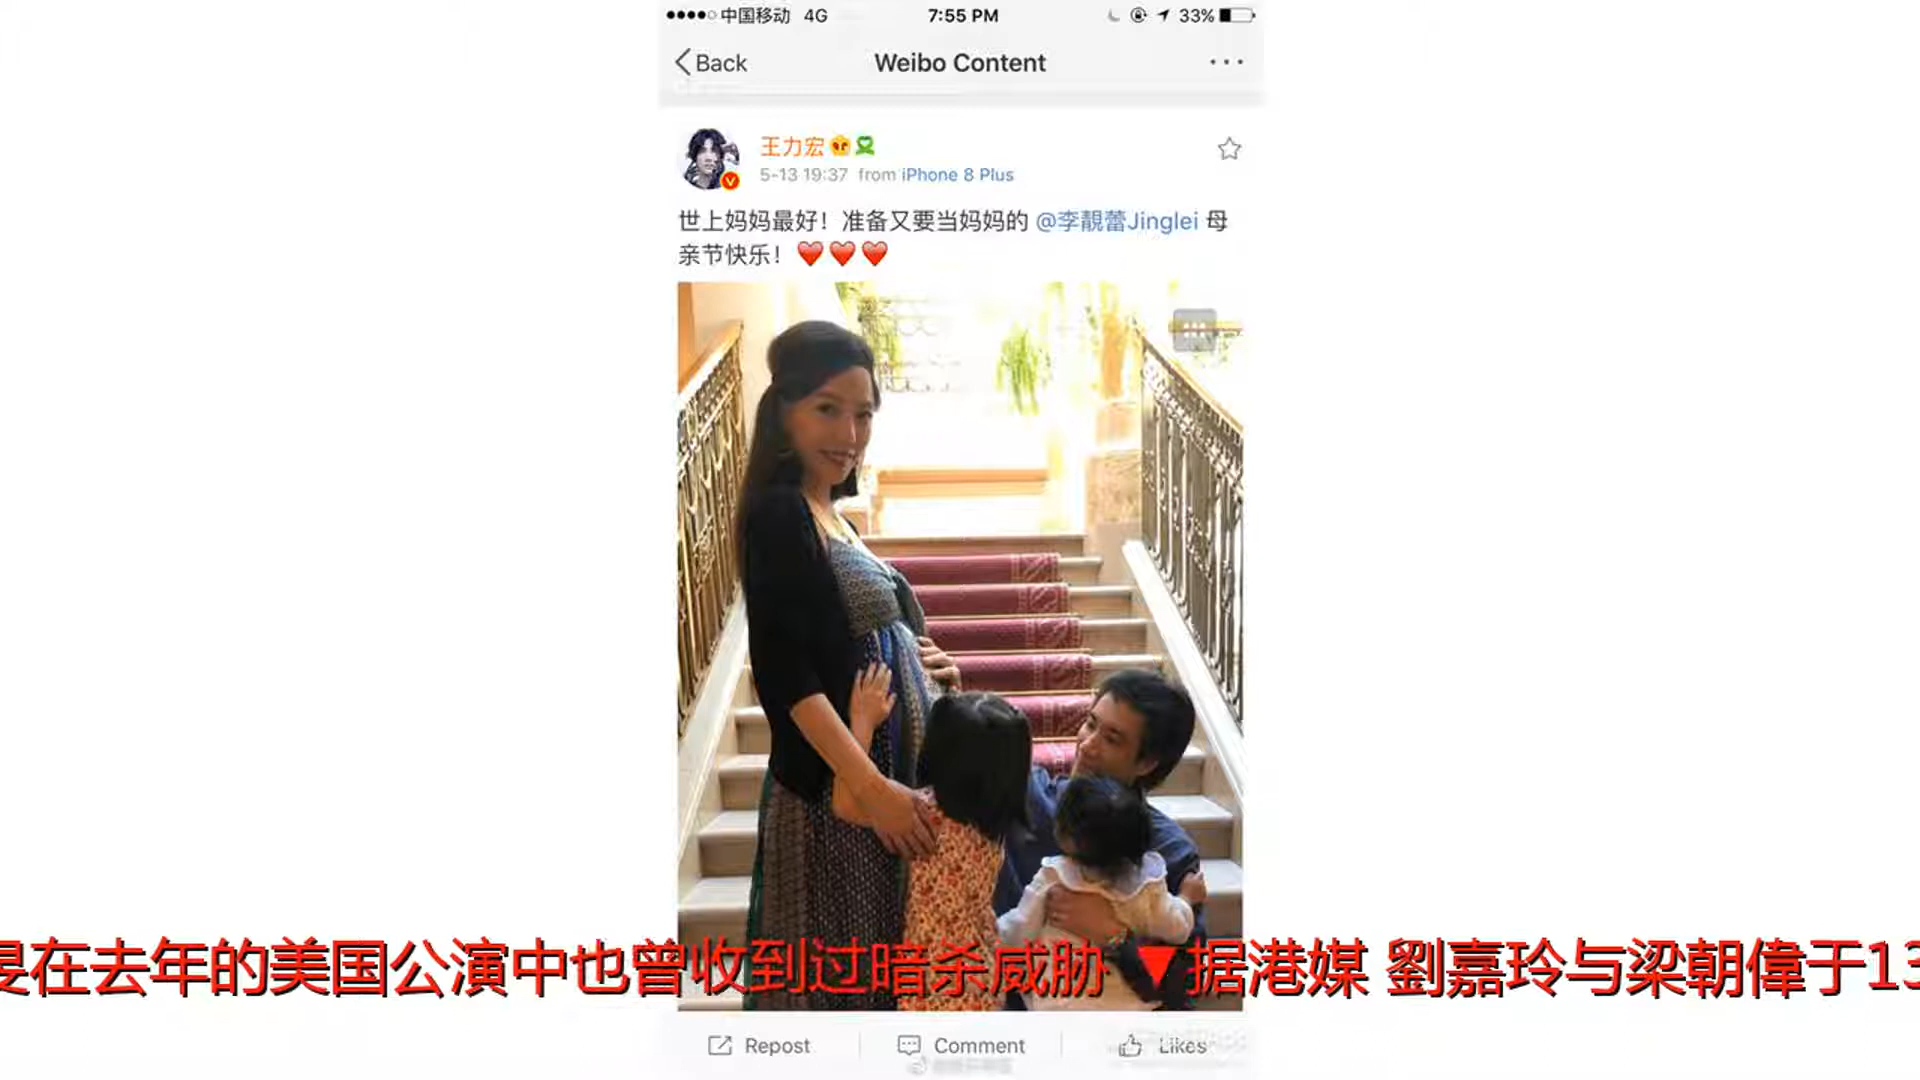 中国移动 4G 7:55 PM 33%
Back Weibo Content
王力宏
5-13 19:37 from iPhone 8 Plus
世上妈妈最好！准备又要当妈妈的 @李靚蕾Jinglei 母
亲节快乐！❤️❤️❤️
在去年的美国公演中也曾收到过暗杀威胁 ▼据港媒 劉嘉玲与梁朝偉于13
Repost Comment Likes